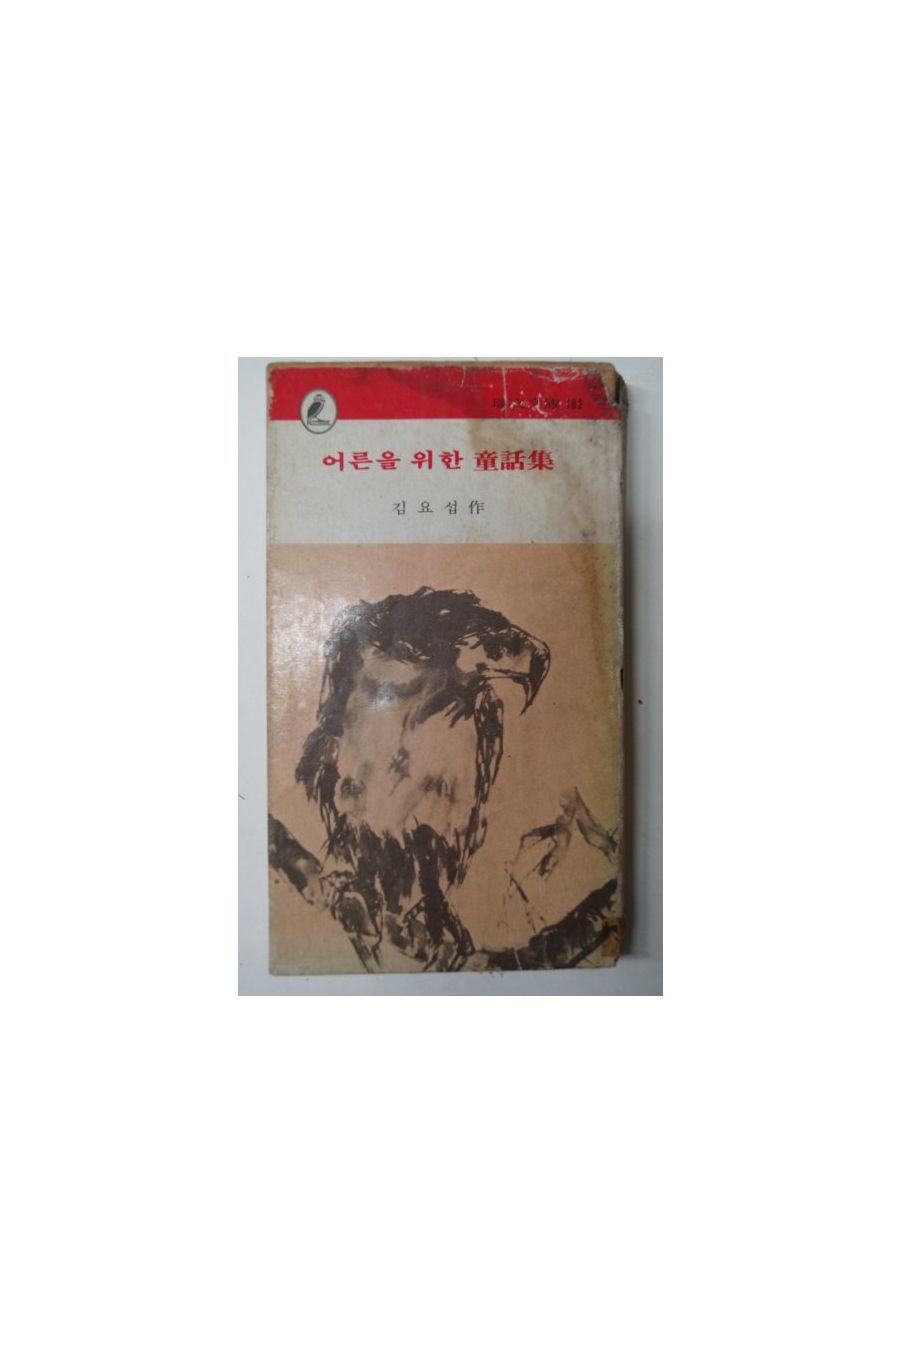 어른을 위한 童話集
김요섭 作